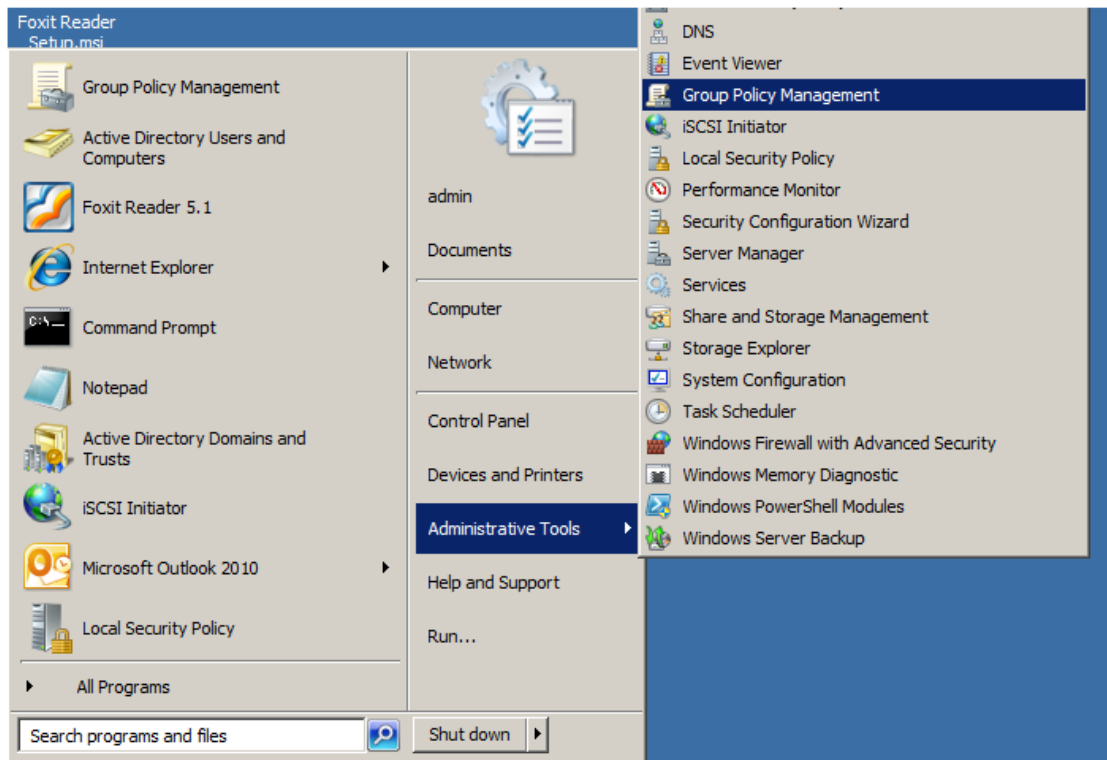 Foxit Reader
Setup.msi
Group Policy Management
Active Directory Users and
Computers
Foxit Reader 5.1
Internet Explorer
C:\_
Command Prompt
Notepad
Active Directory Domains and
Trusts
iSCSI Initiator
Microsoft Outlook 2010
Local Security Policy
All Programs
Search programs and files
admin
Documents
Computer
Network
Control Panel
Devices and Printers
Administrative Tools
Help and Support
Run...
Shut down
DNS
Event Viewer
Group Policy Management
iSCSI Initiator
Local Security Policy
Performance Monitor
Security Configuration Wizard
Server Manager
Services
Share and Storage Management
Storage Explorer
System Configuration
Task Scheduler
Windows Firewall with Advanced Security
Windows Memory Diagnostic
Windows PowerShell Modules
Windows Server Backup